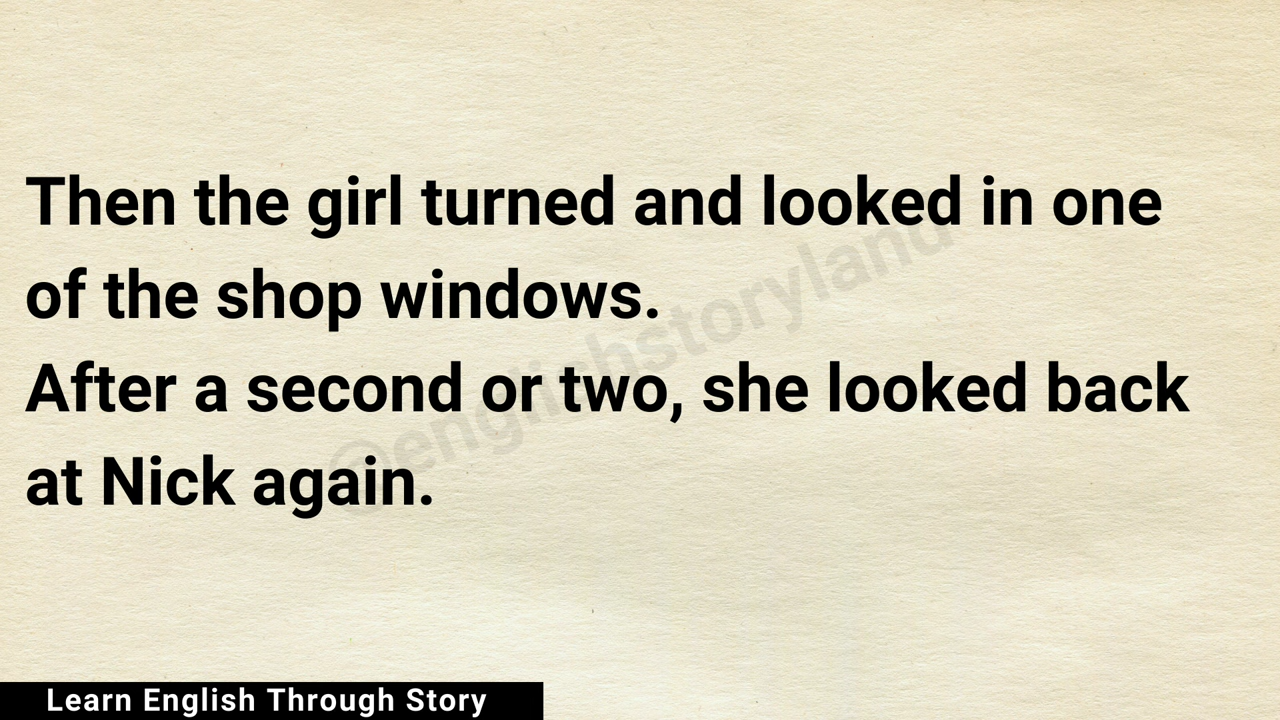 Then the girl turned and looked in one
of the shop windows.
After a second or two, she looked back
at Nick again.
@englishstoryland
Learn English Through Story